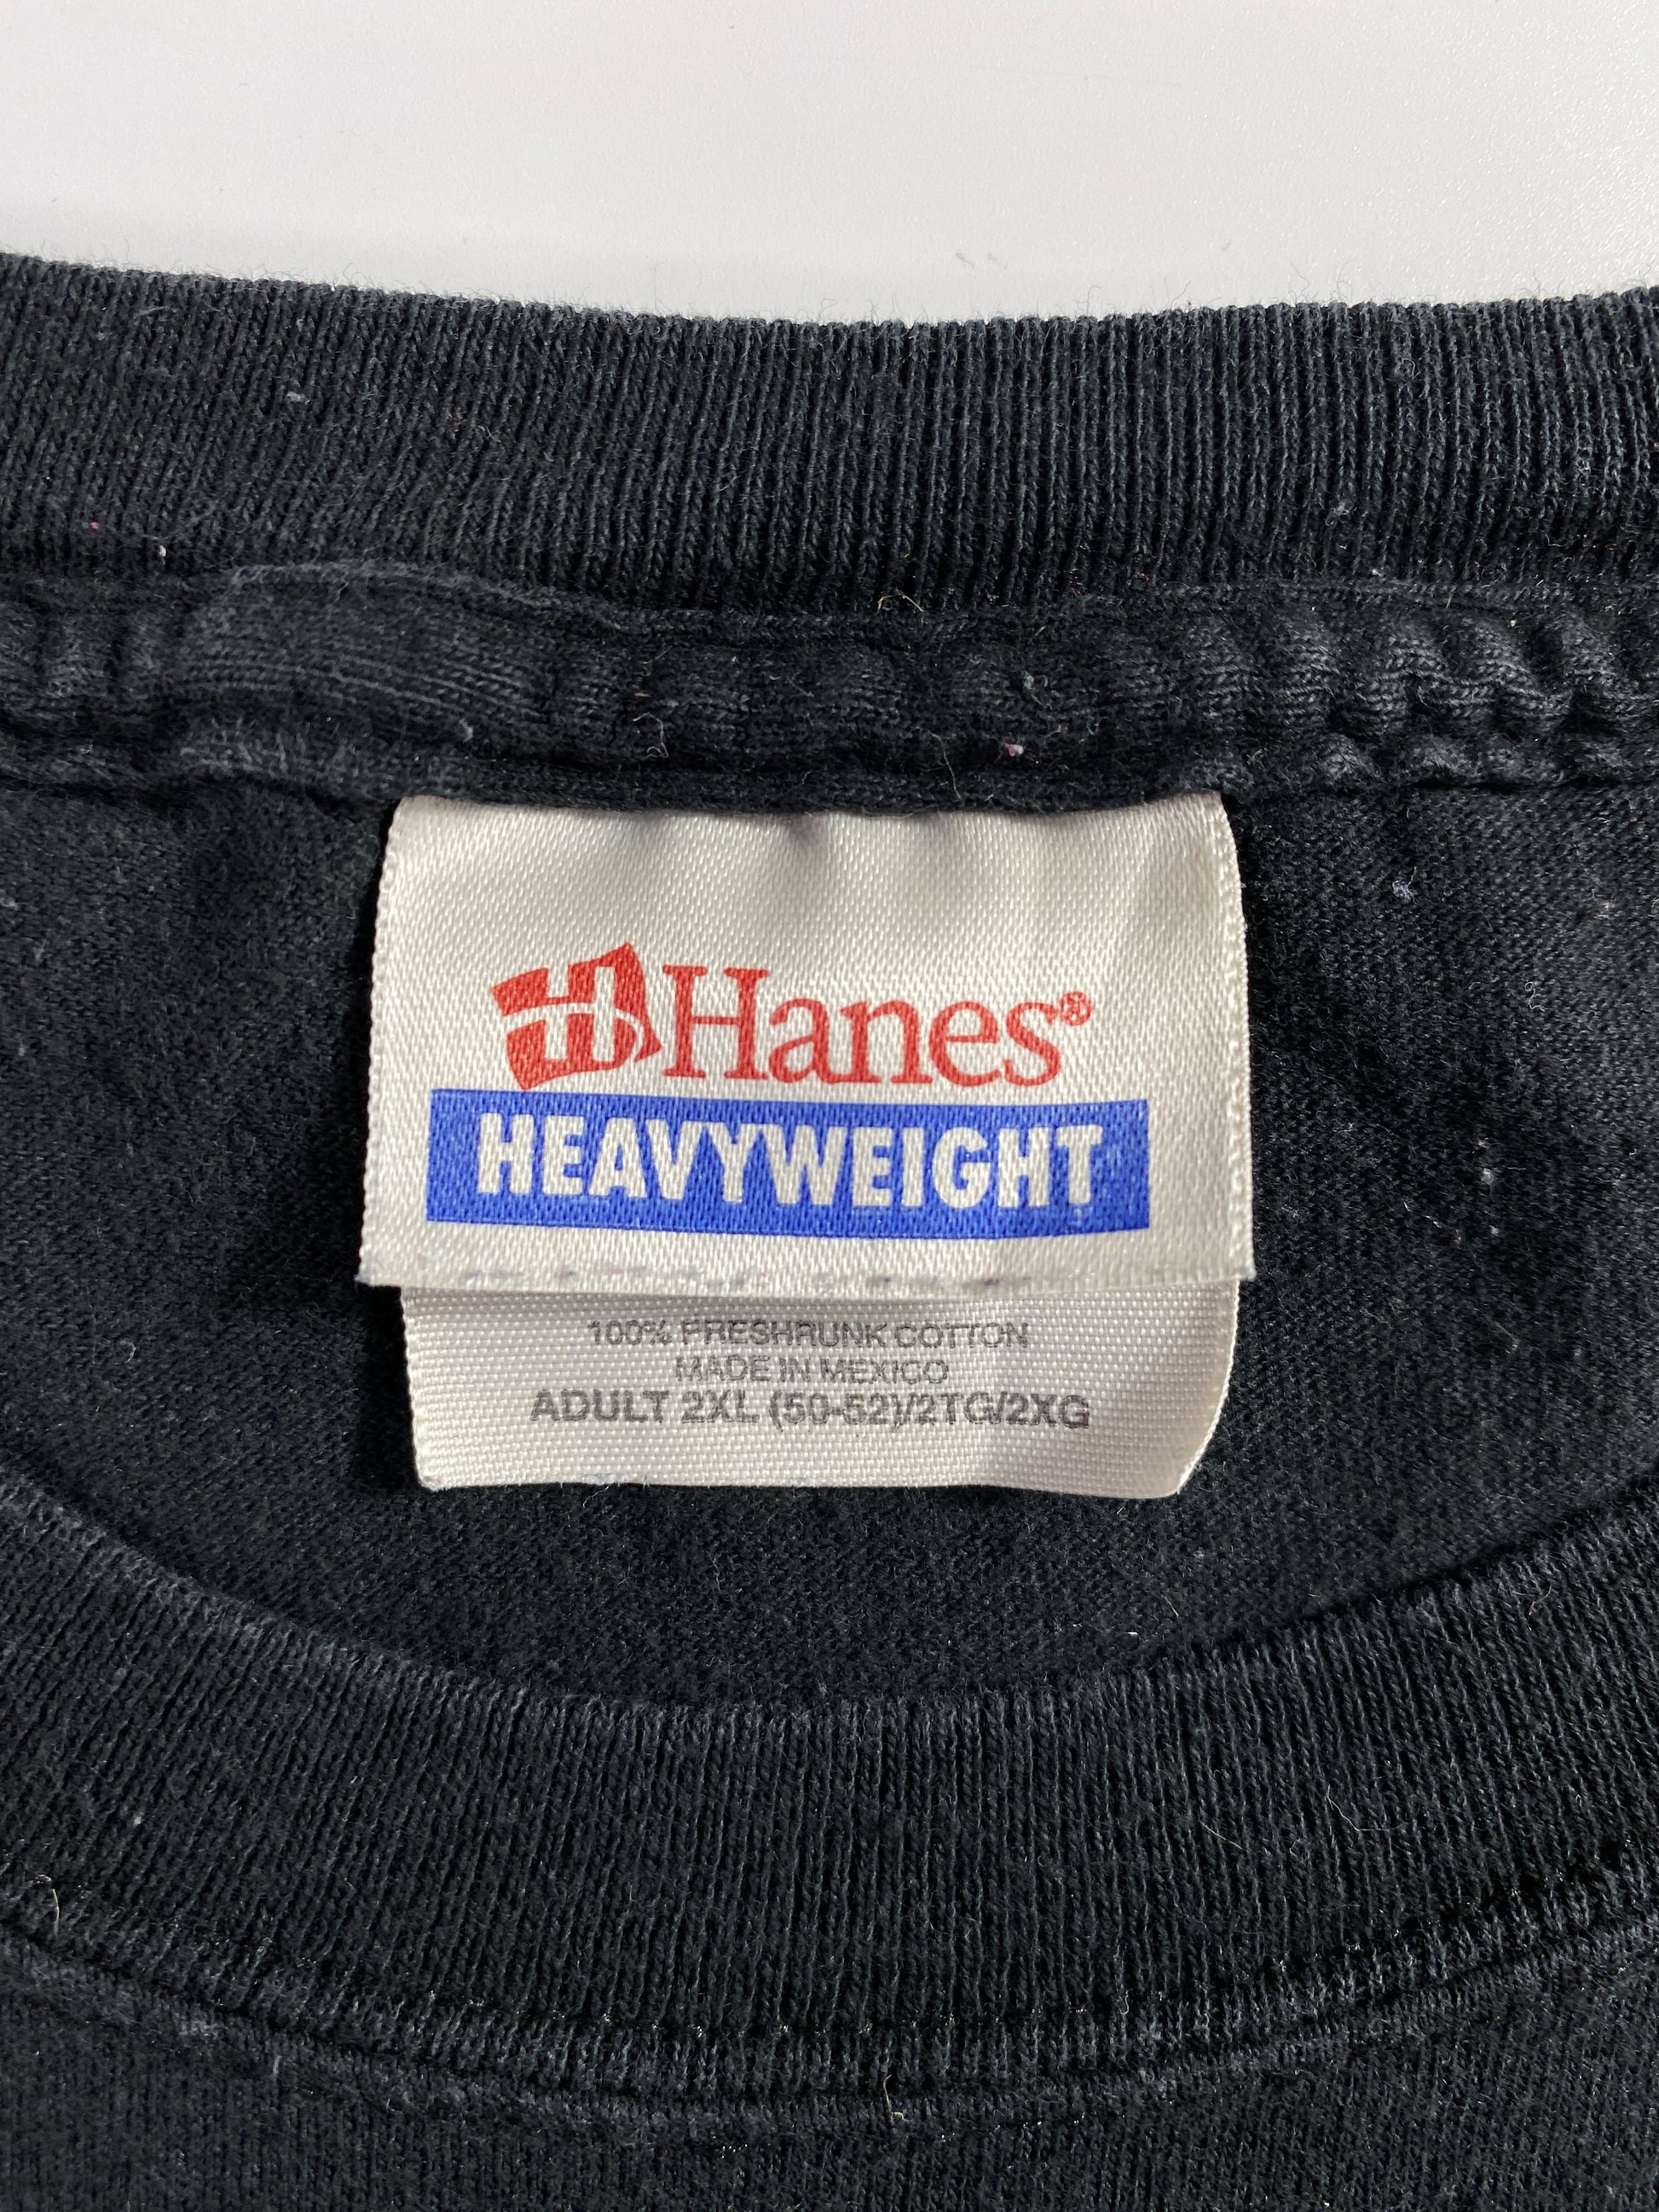 H Hanes®
HEAVYWEIGHT
100% PRESHRUNK COTTON
MADE IN MEXICO
ADULT 2XL (50-52)/2TG/2XG